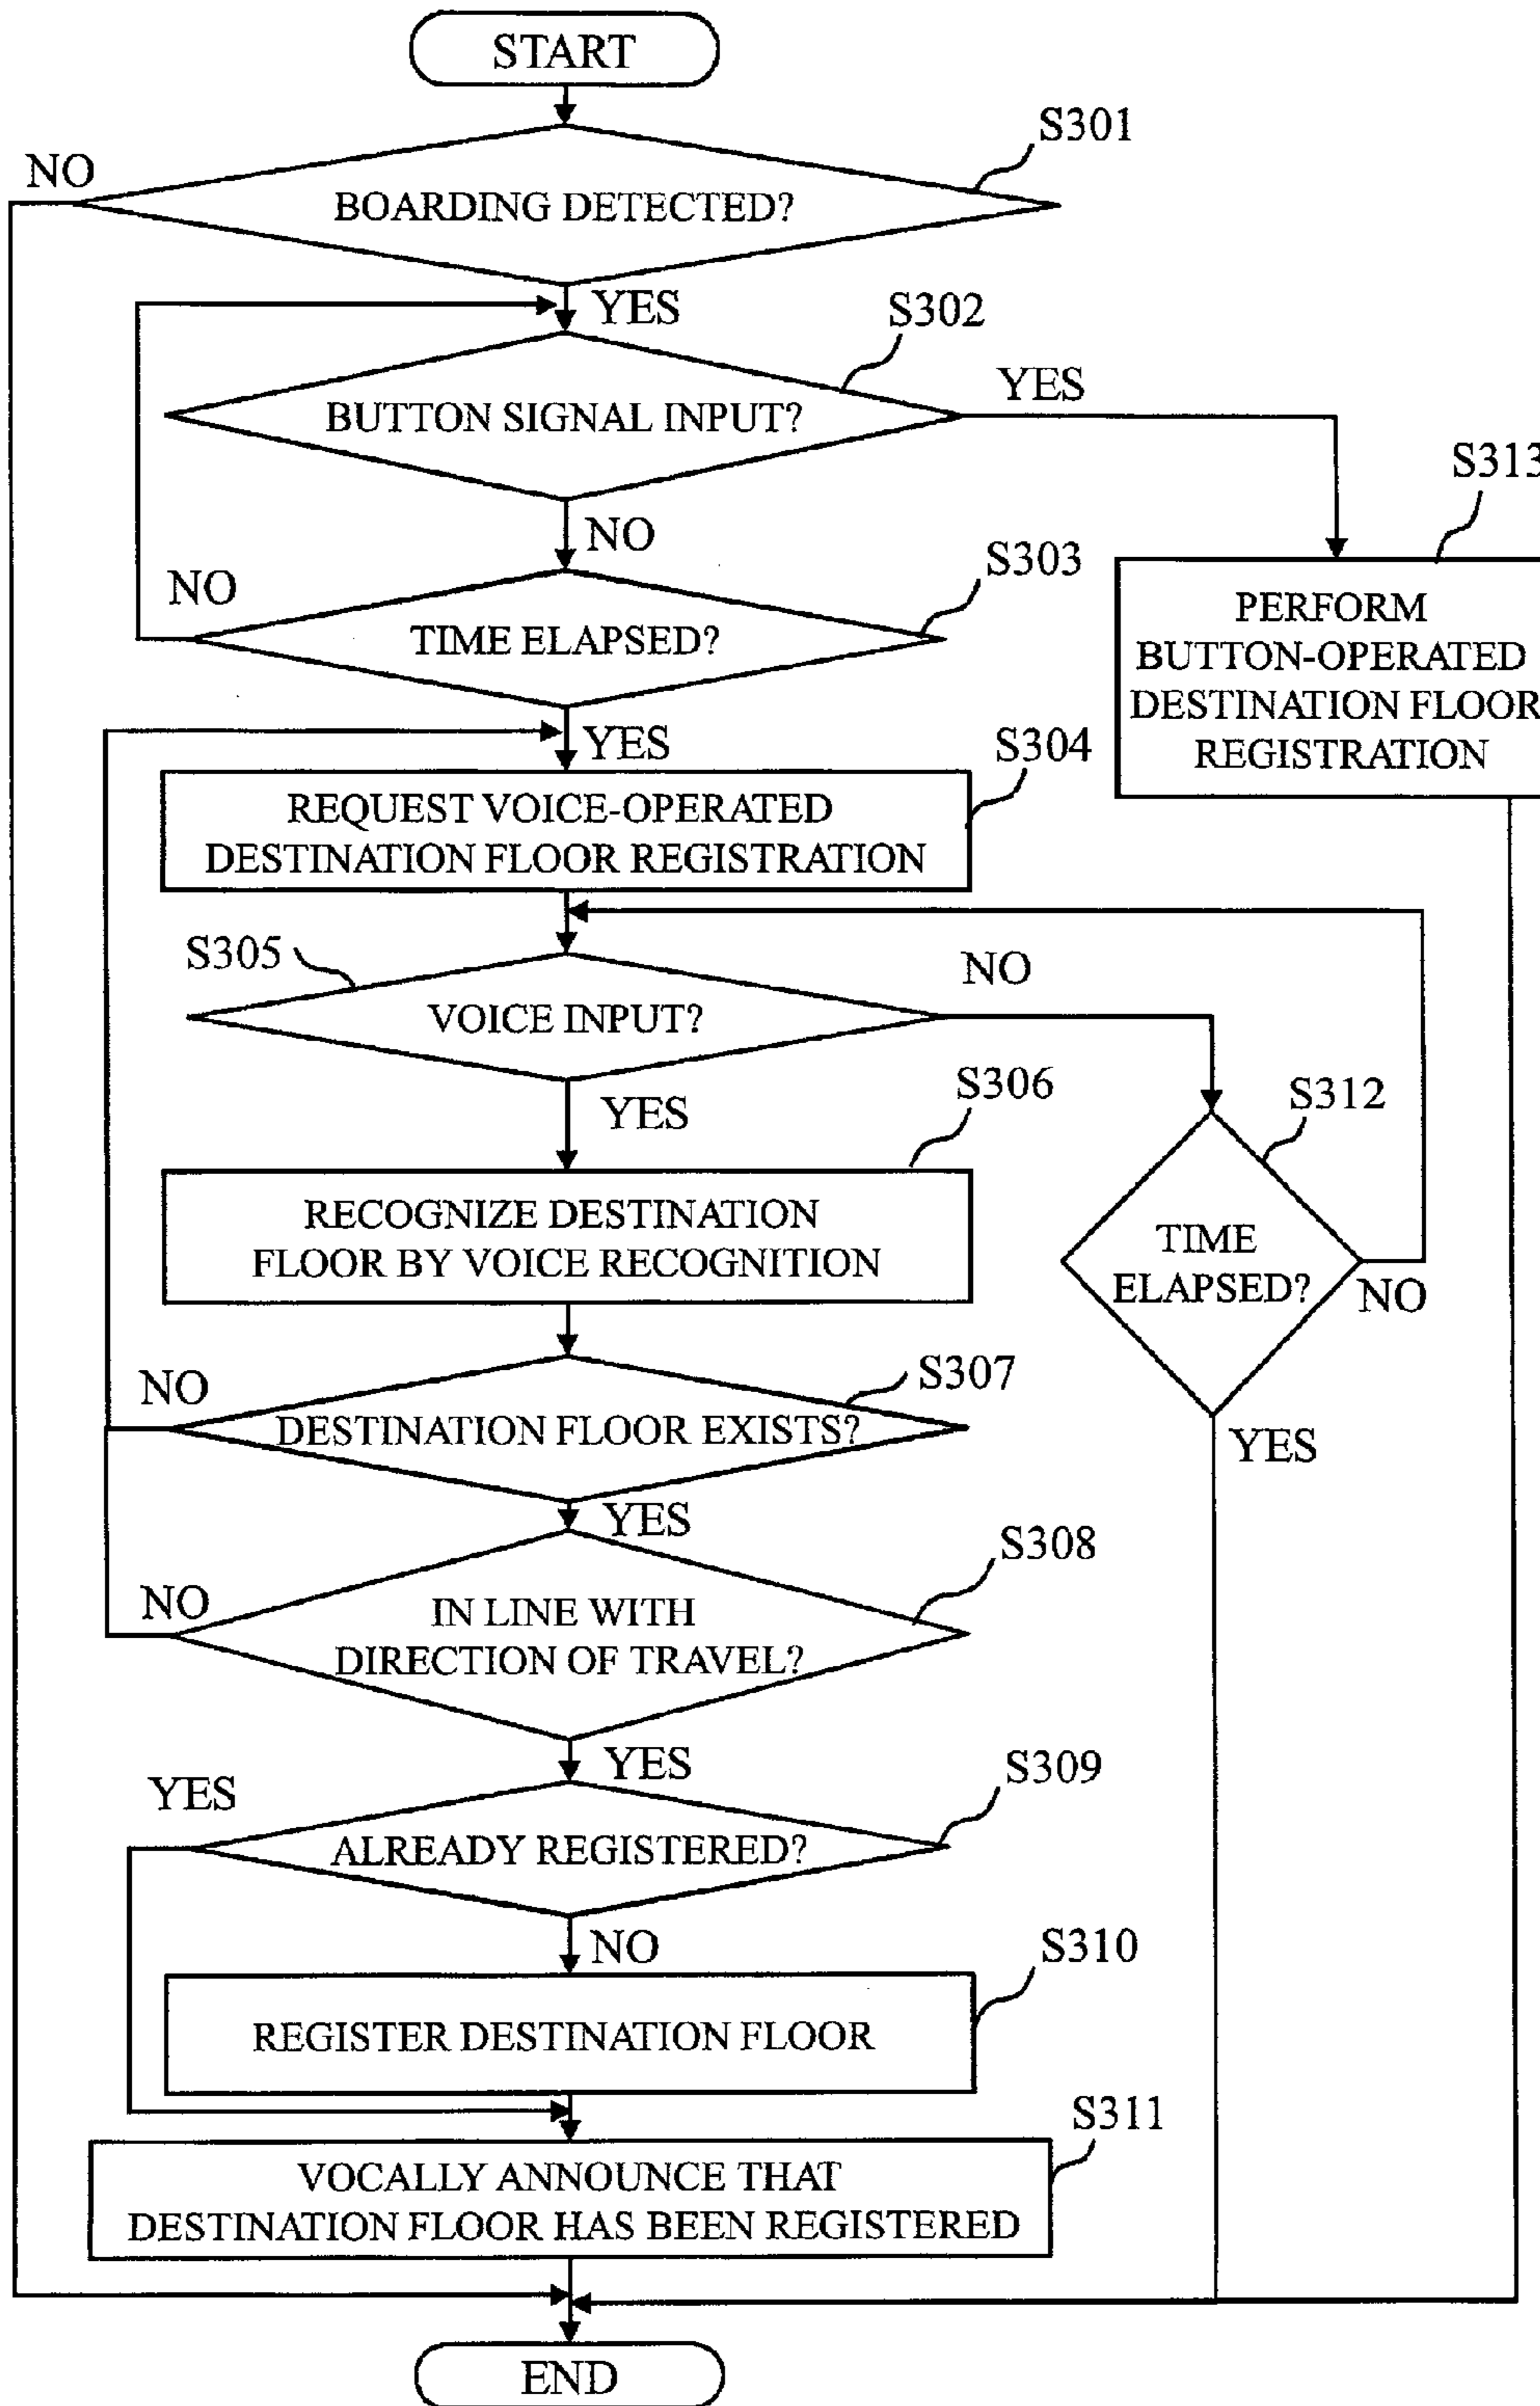 START
S301
NO
BOARDING DETECTED?
YES
S302
BUTTON SIGNAL INPUT?
YES
S313
NO
S303
NO
TIME ELAPSED?
PERFORM
BUTTON-OPERATED
DESTINATION FLOOR
REGISTRATION
YES
S304
REQUEST VOICE-OPERATED
DESTINATION FLOOR REGISTRATION
S305
NO
VOICE INPUT?
YES
S306
S312
RECOGNIZE DESTINATION
FLOOR BY VOICE RECOGNITION
TIME
ELAPSED?
NO
NO
S307
DESTINATION FLOOR EXISTS?
YES
YES
S308
NO
IN LINE WITH
DIRECTION OF TRAVEL?
YES
S309
YES
ALREADY REGISTERED?
NO
S310
REGISTER DESTINATION FLOOR
S311
VOCALLY ANNOUNCE THAT
DESTINATION FLOOR HAS BEEN REGISTERED
END